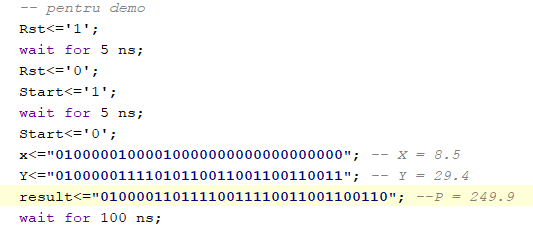 -- pentru demo
Rst<='1';
wait for 5 ns;
Rst<='0';
Start<='1';
wait for 5 ns;
Start<='0';
x<="01000001000010000000000000000000"; -- X = 8.5
Y<="01000001111010110011001100110011"; -- Y = 29.4
result<="01000011011110011110011001100110"; --P = 249.9
wait for 100 ns;